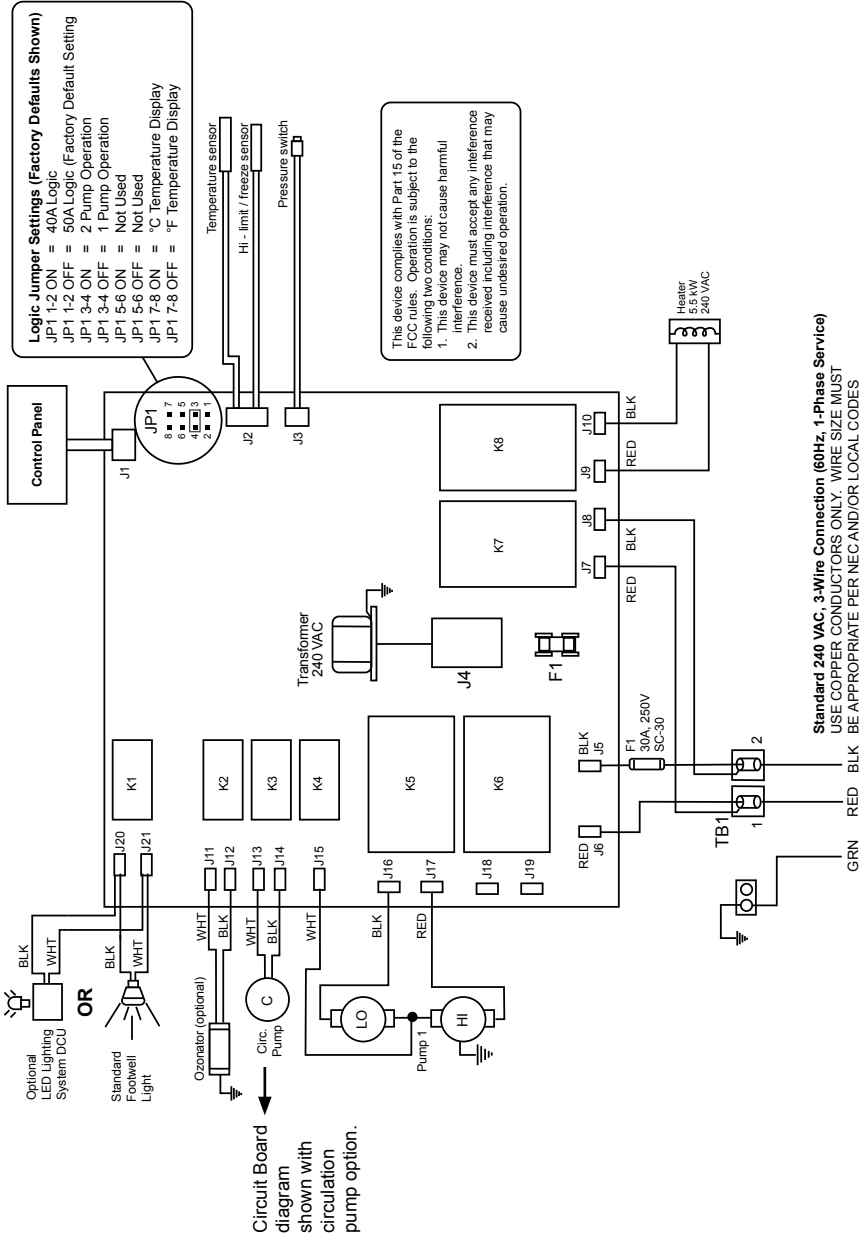 Logic Jumper Settings (Factory Defaults Shown)
JP1 1-2 ON = 40A Logic
JP1 1-2 OFF = 50A Logic (Factory Default Setting
JP1 3-4 ON = 2 Pump Operation
JP1 3-4 OFF = 1 Pump Operation
JP1 5-6 ON = Not Used
JP1 5-6 OFF = Not Used
JP1 7-8 ON = °C Temperature Display
JP1 7-8 OFF = °F Temperature Display
Control Panel
J1
JP1
8 7
6 5
4 3
2 1
J2
J3
Temperature sensor
Hi - limit / freeze sensor
Pressure switch
This device complies with Part 15 of the
FCC rules. Operation is subject to the
following two conditions:
1. This device may not cause harmful
interference.
2. This device must accept any inteference
received including interference that may
cause undesired operation.
Optional
LED Lighting
System DCU
BLK
WHT
OR
Standard
Footwell
Light
BLK
WHT
J20
J21
K1
Ozonator (optional)
WHT
BLK
J11
J12
K2
C
Circ.
Pump
WHT
BLK
J13
J14
K3
Circuit Board
diagram
shown with
circulation
pump option.
WHT
J15
K4
LO
HI
Pump 1
BLK
RED
J16
J17
J18
J19
K5
K6
Transformer
240 VAC
J4
F1
K7
K8
RED
J6
BLK
J5
F1
30A, 250V
SC-30
J7
RED
J8
BLK
J9
RED
J10
BLK
Heater
5.5 kW
240 VAC
TB1
1
2
GRN
RED
BLK
Standard 240 VAC, 3-Wire Connection (60Hz, 1-Phase Service)
USE COPPER CONDUCTORS ONLY. WIRE SIZE MUST
BE APPROPRIATE PER NEC AND/OR LOCAL CODES